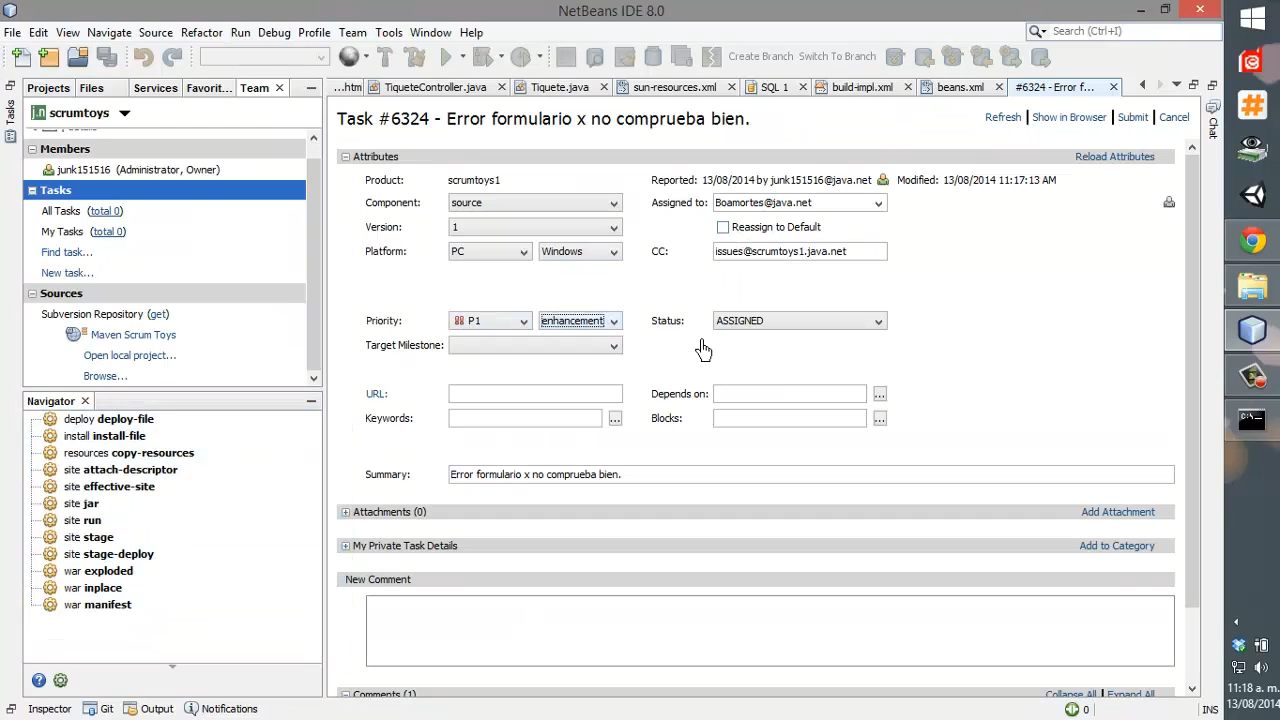 NetBeans IDE 8.0
File Edit View Navigate Source Refactor Run Debug Profile Team Tools Window Help
Search (Ctrl+I)
Create Branch Switch To Branch
Projects Files Services Favorit... Team
...htm TiqueteController.java Tiquete.java sun-resources.xml SQL 1 build-impl.xml beans.xml #6324 - Error f...
Tasks
scrumtoys
Members
junk151516 (Administrator, Owner)
Tasks
All Tasks (total 0)
My Tasks (total 0)
Find task...
New task...
Sources
Subversion Repository (get)
Maven Scrum Toys
Open local project...
Browse...
Navigator
deploy deploy-file
install install-file
resources copy-resources
site attach-descriptor
site effective-site
site jar
site run
site stage
site stage-deploy
war exploded
war inplace
war manifest
Task #6324 - Error formulario x no comprueba bien.
Refresh Show in Browser Submit Cancel
Attributes Reload Attributes
Product: scrumtoys1 Reported: 13/08/2014 by junk151516@java.net Modified: 13/08/2014 11:17:13 AM
Component: source Assigned to: Boamortes@java.net
Version: 1 Reassign to Default
Platform: PC Windows CC: issues@scrumtoys1.java.net
Priority: P1 enhancement Status: ASSIGNED
Target Milestone:
URL: Depends on: ...
Keywords: ... Blocks: ...
Summary: Error formulario x no comprueba bien.
Attachments (0) Add Attachment
My Private Task Details Add to Category
New Comment
Comments (1) Collapse All Expand All
Chat
Inspector Git Output Notifications
0 INS
11:18 a. m.
13/08/2014